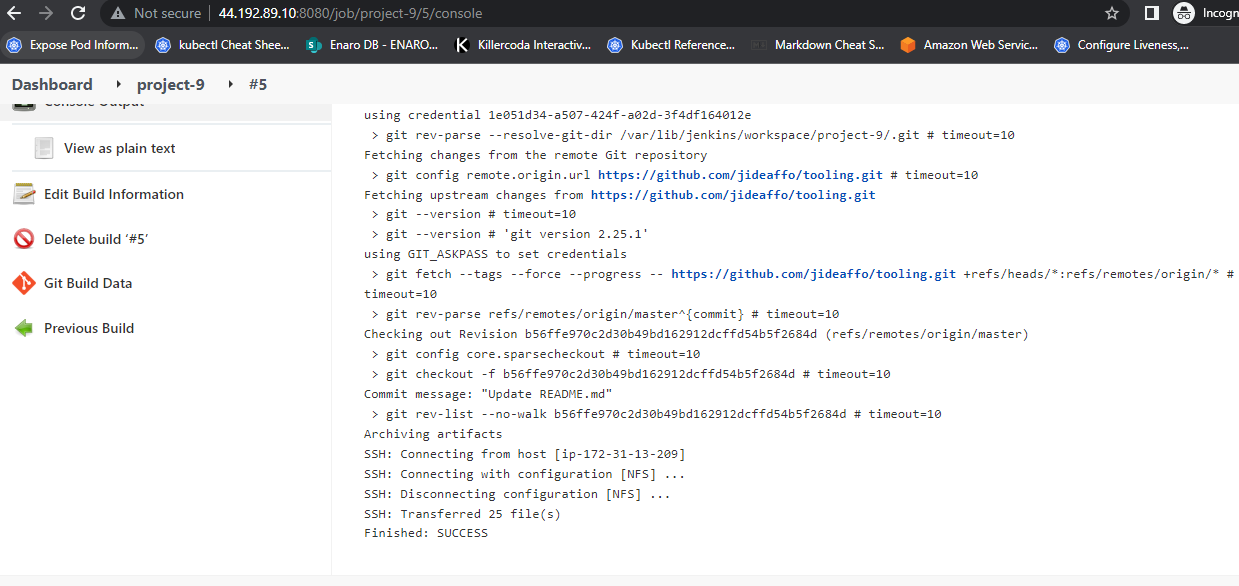 Not secure 44.192.89.10:8080/job/project-9/5/console Incogn
Expose Pod Inform... kubectl Cheat Shee... Enaro DB - ENARO... Killercoda Interactiv... Kubectl Reference... Markdown Cheat S... Amazon Web Servic... Configure Liveness,...
Dashboard project-9 #5
Console Output
View as plain text
Edit Build Information
Delete build ‘#5’
Git Build Data
Previous Build
using credential 1e051d34-a507-424f-a02d-3f4df164012e
> git rev-parse --resolve-git-dir /var/lib/jenkins/workspace/project-9/.git # timeout=10
Fetching changes from the remote Git repository
> git config remote.origin.url https://github.com/jideaffo/tooling.git # timeout=10
Fetching upstream changes from https://github.com/jideaffo/tooling.git
> git --version # timeout=10
> git --version # 'git version 2.25.1'
using GIT_ASKPASS to set credentials
> git fetch --tags --force --progress -- https://github.com/jideaffo/tooling.git +refs/heads/*:refs/remotes/origin/* #
timeout=10
> git rev-parse refs/remotes/origin/master^{commit} # timeout=10
Checking out Revision b56ffe970c2d30b49bd162912dcffd54b5f2684d (refs/remotes/origin/master)
> git config core.sparsecheckout # timeout=10
> git checkout -f b56ffe970c2d30b49bd162912dcffd54b5f2684d # timeout=10
Commit message: "Update README.md"
> git rev-list --no-walk b56ffe970c2d30b49bd162912dcffd54b5f2684d # timeout=10
Archiving artifacts
SSH: Connecting from host [ip-172-31-13-209]
SSH: Connecting with configuration [NFS] ...
SSH: Disconnecting configuration [NFS] ...
SSH: Transferred 25 file(s)
Finished: SUCCESS